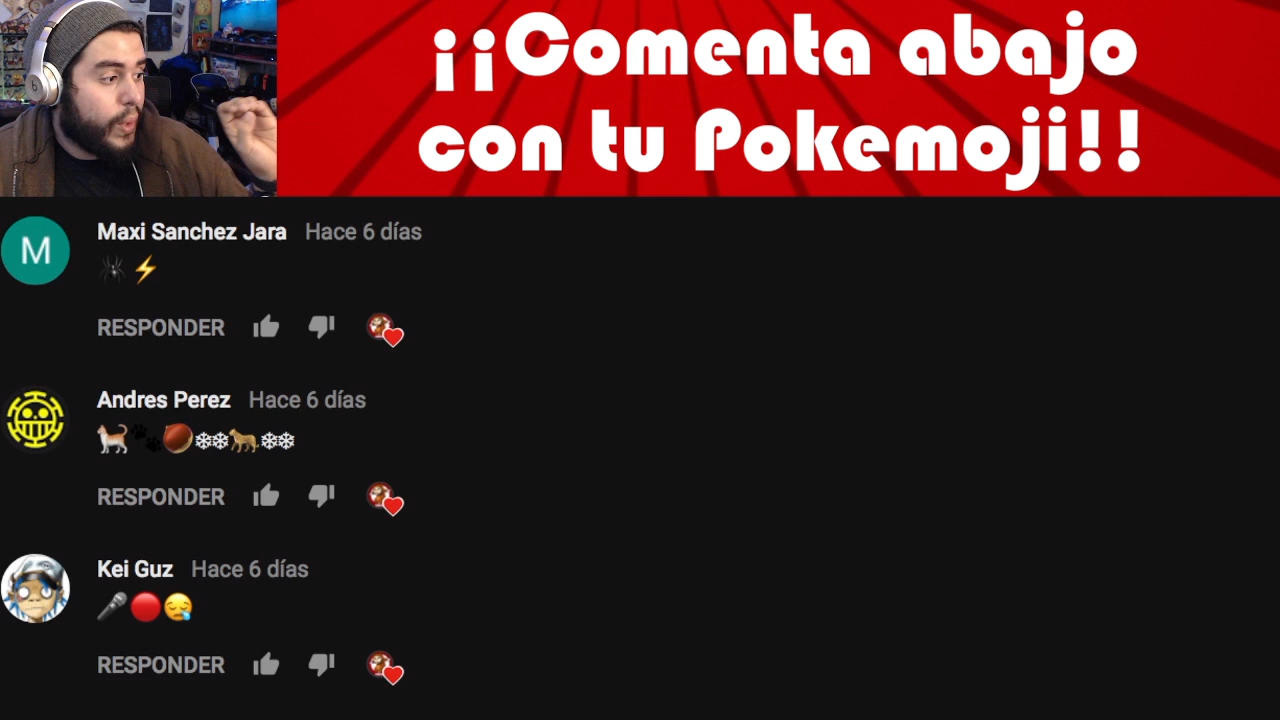 ¡¡Comenta abajo
con tu Pokemoji!!
M
Maxi Sanchez Jara Hace 6 días
🕷⚡
RESPONDER
Andres Perez Hace 6 días
🐈🐾🌰❄❄🐆❄❄
RESPONDER
Kei Guz Hace 6 días
🎤🔴😪
RESPONDER